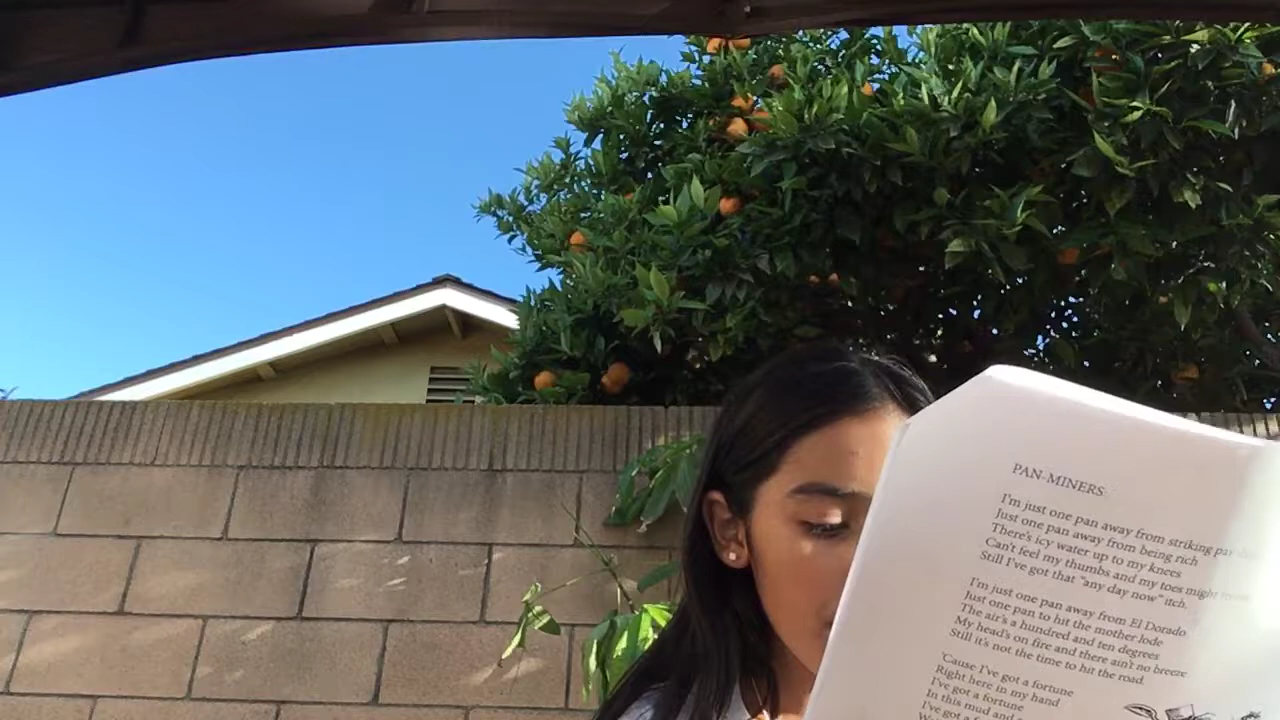 PAN-MINERS
I'm just one pan away from striking pay
Just one pan away from being rich
There's icy water up to my knees
Can't feel my thumbs and my toes might
Still I've got that "any day now" itch.
I'm just one pan away from El Dorado
Just one pan to hit the mother lode
The air's a hundred and ten degrees
My head's on fire and there ain't no breeze
Still it's not the time to hit the road.
'Cause I've got a fortune
Right here in my hand
I've got a fortune
In this mud and
I've got a